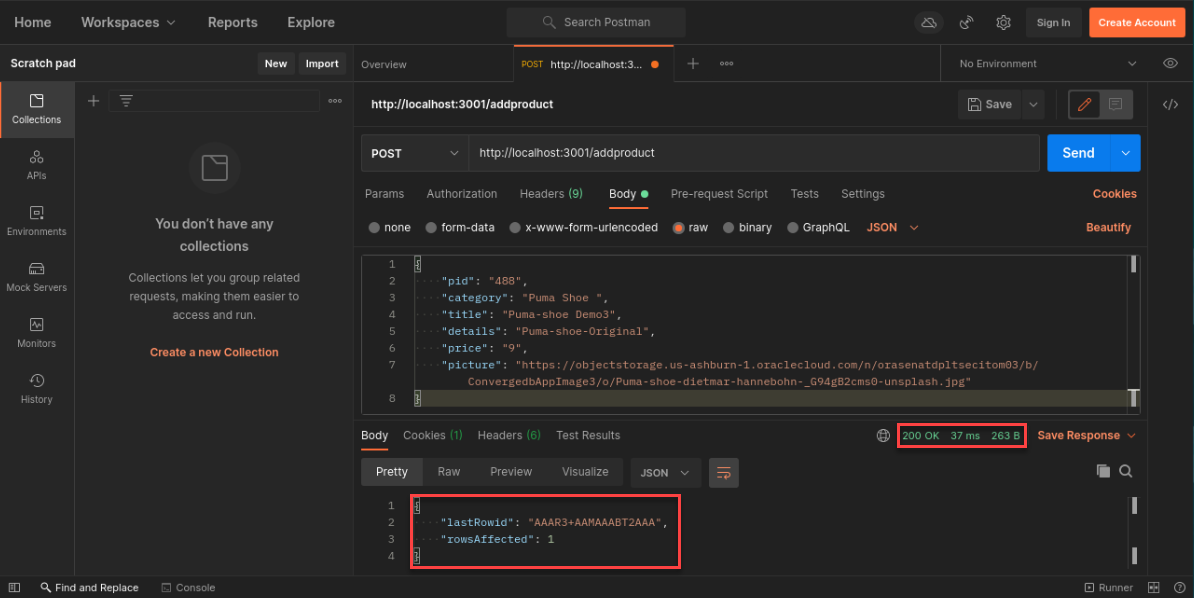 Home Workspaces Reports Explore Search Postman Sign In Create Account
Scratch pad New Import
Overview POST http://localhost:3... No Environment
Collections
APIs
Environments
Mock Servers
Monitors
History
You don't have any
collections
Collections let you group related
requests, making them easier to
access and run.
Create a new Collection
http://localhost:3001/addproduct Save
POST http://localhost:3001/addproduct Send
Params Authorization Headers (9) Body Pre-request Script Tests Settings Cookies
none form-data x-www-form-urlencoded raw binary GraphQL JSON Beautify
1 {
2 "pid": "488",
3 "category": "Puma Shoe ",
4 "title": "Puma-shoe Demo3",
5 "details": "Puma-shoe-Original",
6 "price": "9",
7 "picture": "https://objectstorage.us-ashburn-1.oraclecloud.com/n/orasenatdpltsecitom03/b/
ConvergedbAppImage3/o/Puma-shoe-dietmar-hannebohn-_G94gB2cms0-unsplash.jpg"
8 }
Body Cookies (1) Headers (6) Test Results 200 OK 37 ms 263 B Save Response
Pretty Raw Preview Visualize JSON
1 {
2 "lastRowid": "AAAR3+AAMAAABT2AAA",
3 "rowsAffected": 1
4 }
Find and Replace Console Runner